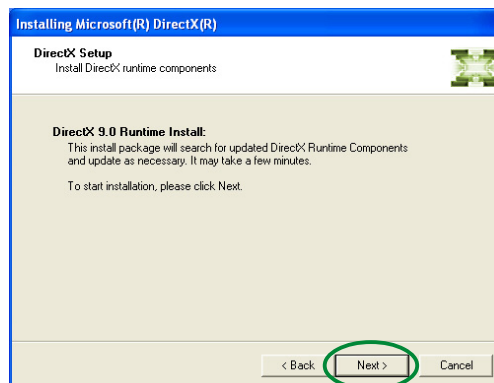 Installing Microsoft(R) DirectX(R)
DirectX Setup
Install DirectX runtime components
DirectX 9.0 Runtime Install:
This install package will search for updated DirectX Runtime Components
and update as necessary. It may take a few minutes.
To start installation, please click Next.
< Back
Next >
Cancel